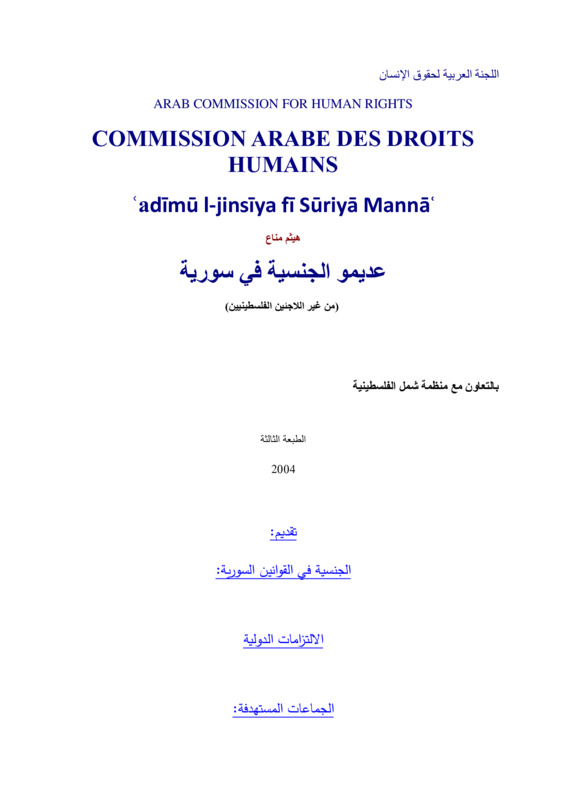 اللجنة العربية لحقوق الإنسان
ARAB COMMISSION FOR HUMAN RIGHTS
COMMISSION ARABE DES DROITS
HUMAINS
ʿadīmū l-jinsīya fī Sūriyā Mannāʿ
هيثم مناع
عديمو الجنسية في سورية
(من غير اللاجئين الفلسطينيين)
بالتعاون مع منظمة شمل الفلسطينية
الطبعة الثالثة
2004
تقديم:
الجنسية في القوانين السورية:
الالتزامات الدولية
الجماعات المستهدفة: